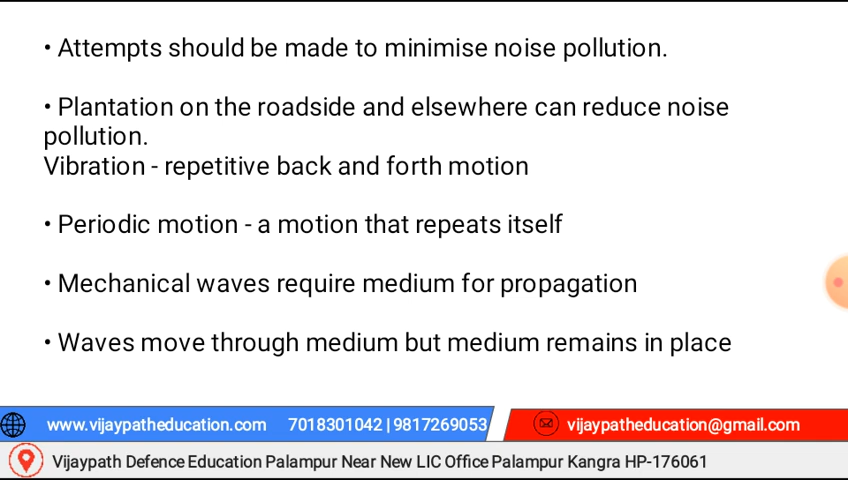 • Attempts should be made to minimise noise pollution.
• Plantation on the roadside and elsewhere can reduce noise
pollution.
Vibration - repetitive back and forth motion
• Periodic motion - a motion that repeats itself
• Mechanical waves require medium for propagation
• Waves move through medium but medium remains in place
www.vijaypatheducation.com 7018301042 | 9817269053 vijaypatheducation@gmail.com
Vijaypath Defence Education Palampur Near New LIC Office Palampur Kangra HP-176061